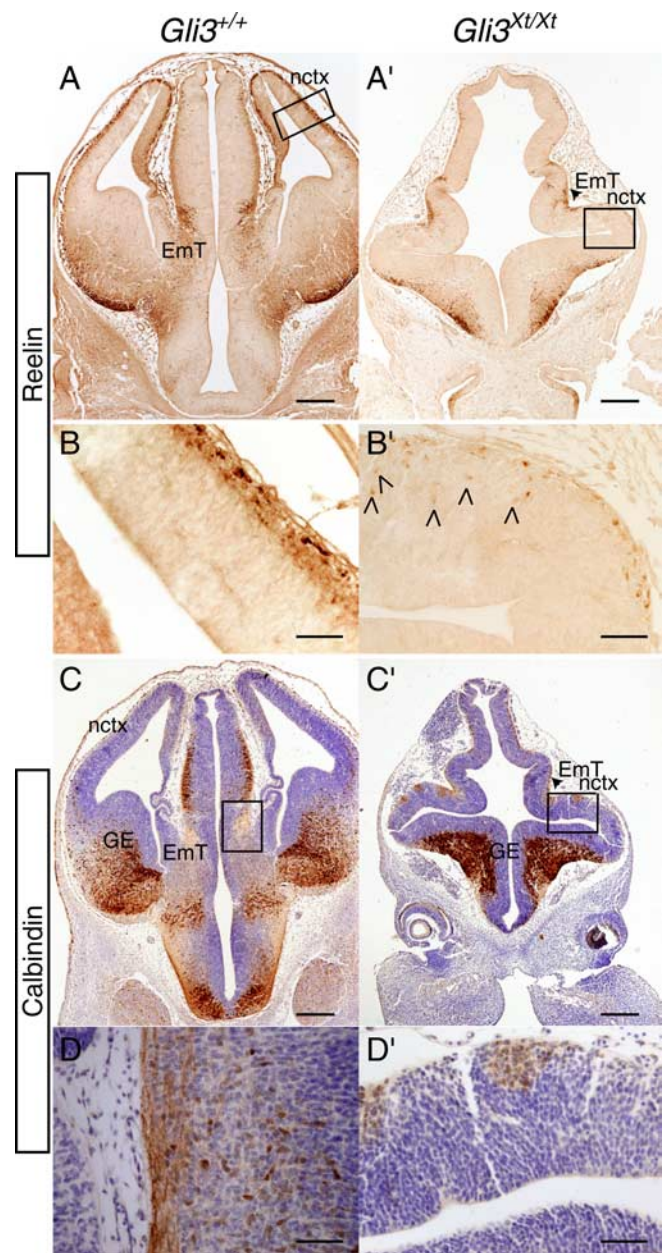 Gli3+/+ Gli3Xt/Xt
A nctx EmT
A' EmT nctx
Reelin
B
B'
C nctx GE EmT
C' EmT nctx GE
Calbindin
D
D'